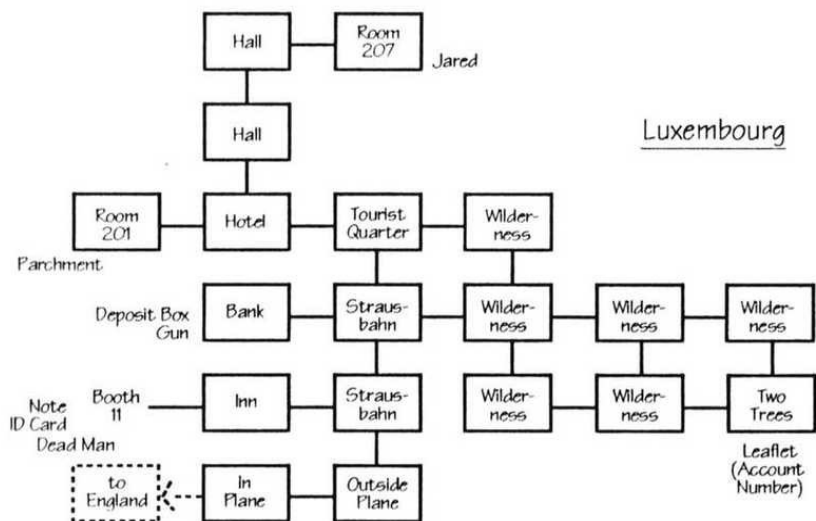 Hall
Room
207
Jared
Hall
Luxembourg
Room
201
Hotel
Tourist
Quarter
Wilder-
ness
Parchment
Deposit Box
Gun
Bank
Straus-
bahn
Wilder-
ness
Wilder-
ness
Wilder-
ness
Note
ID Card
Dead Man
Booth
11
Inn
Straus-
bahn
Wilder-
ness
Wilder-
ness
Two
Trees
Leaflet
(Account
Number)
to
England
In
Plane
Outside
Plane